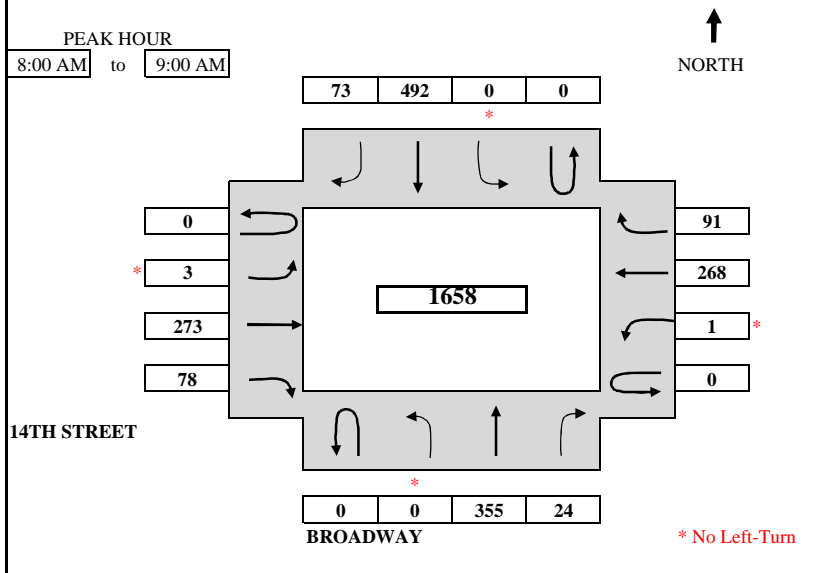 PEAK HOUR
8:00 AM to 9:00 AM
NORTH
73 492 0 0
*
0 91
* 3 268
1658
273 1 *
78 0
14TH STREET
*
0 0 355 24
BROADWAY
* No Left-Turn